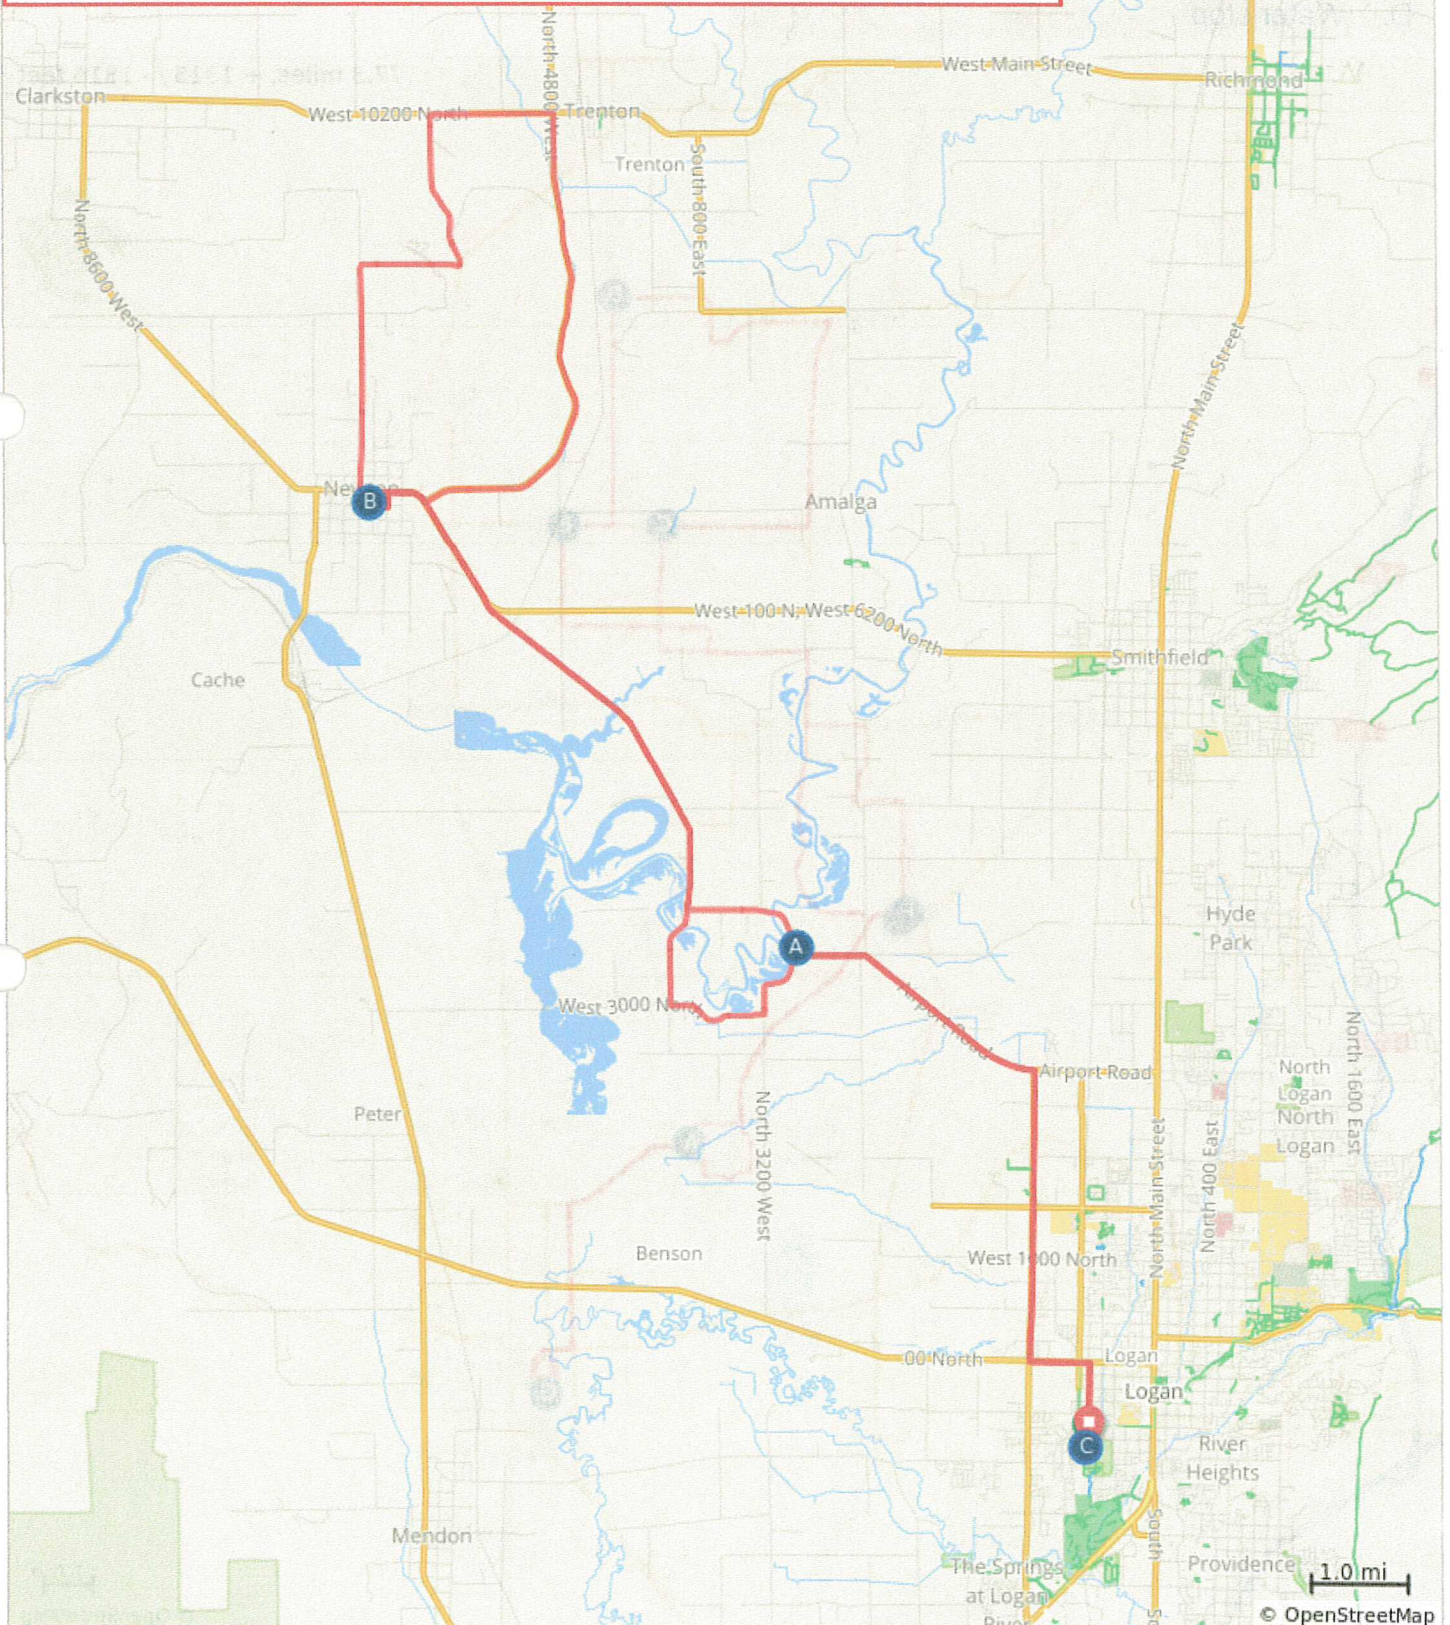 North 4800 West
West Main Street
Richmond
Clarkston
West 10200 North
Trenton
Trenton
South 800 East
North 8600 West
North Main Street
B
Amalga
West 100 N; West 6200 North
Smithfield
Cache
Hyde
Park
A
West 3000 North
Airport Road
Airport Road
North 1600 East
North
Logan
North
Logan
Peter
North 3200 West
North Main Street
North 400 East
Benson
West 1000 North
00 North
Logan
Logan
C
River
Heights
Mendon
South
The Springs
at Logan
River
Providence
1.0 mi
© OpenStreetMap